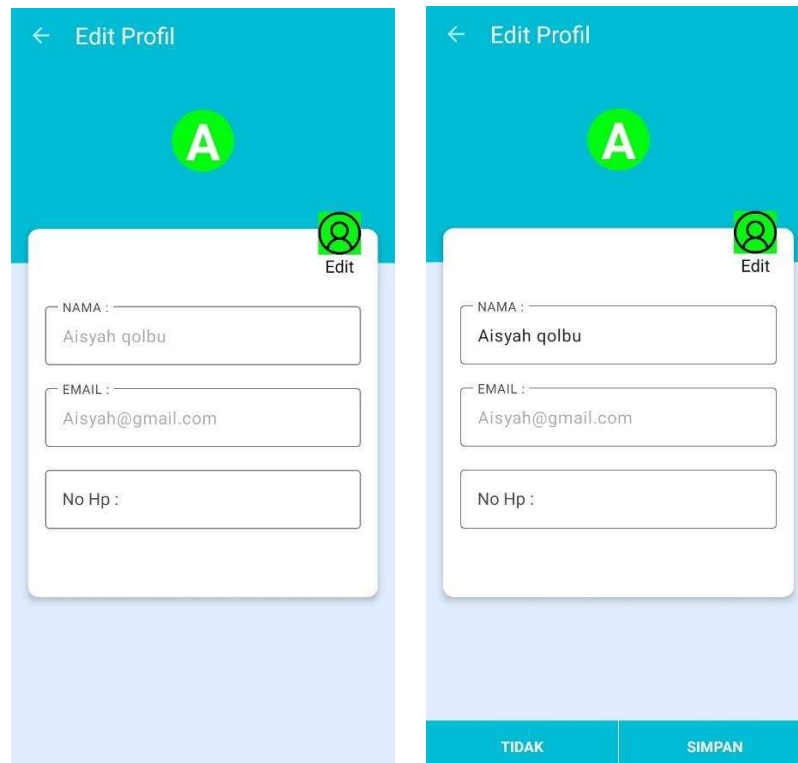 Edit Profil
A
Edit
NAMA :
Aisyah qolbu
EMAIL :
Aisyah@gmail.com
No Hp :
Edit Profil
A
Edit
NAMA :
Aisyah qolbu
EMAIL :
Aisyah@gmail.com
No Hp :
TIDAK
SIMPAN